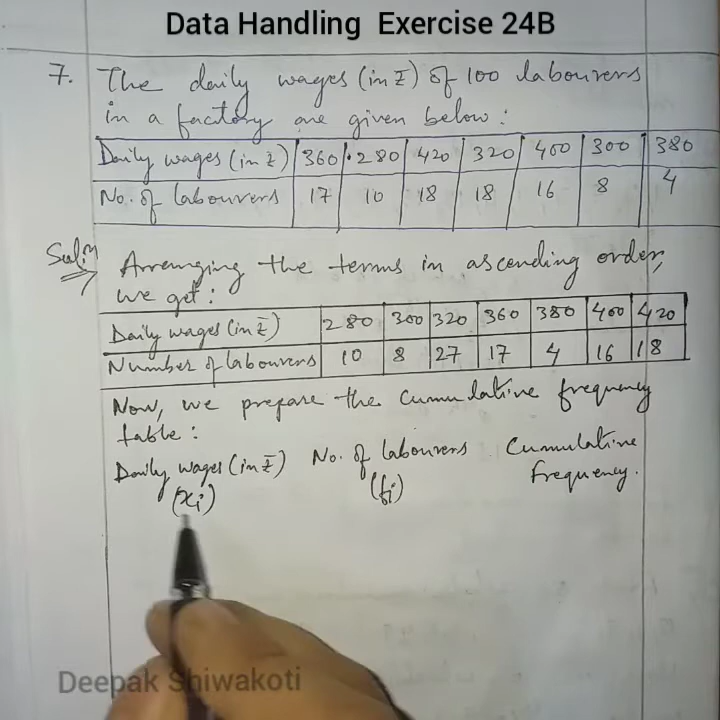 Data Handling Exercise 24B
7. The daily wages (in ₹) of 100 labourers
in a factory are given below:
Daily wages (in ₹) 360 280 420 320 400 300 380
No. of labourers 17 10 18 18 16 8 4
Sol:n Arranging the terms in ascending order,
we get:
Daily wages (in ₹) 280 300 320 360 380 400 420
Number of labourers 10 8 27 17 4 16 18
Now, we prepare the cumulative frequency
table:
Daily wages (in ₹) No. of labourers Cumulative
(xi) (fi) frequency.
Deepak Shiwakoti